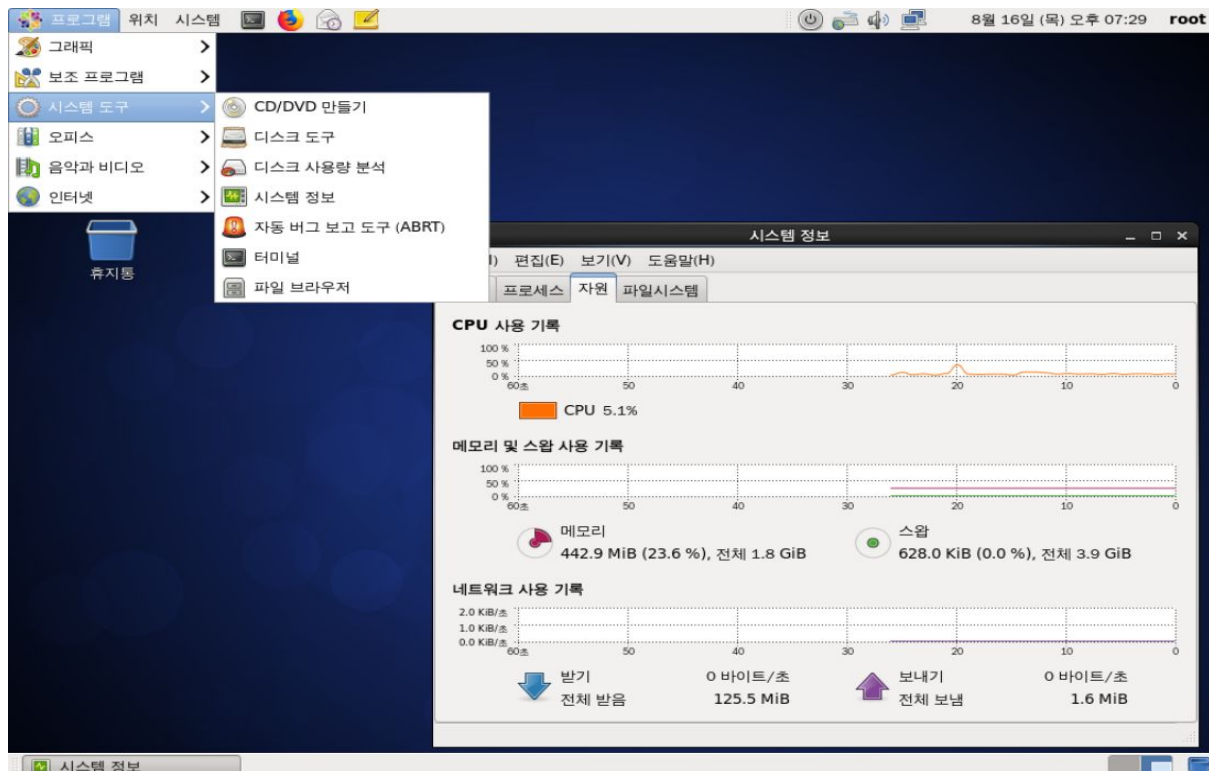 프로그램 위치 시스템 8월 16일 (목) 오후 07:29 root
그래픽
보조 프로그램
시스템 도구
오피스
음악과 비디오
인터넷
CD/DVD 만들기
디스크 도구
디스크 사용량 분석
시스템 정보
자동 버그 보고 도구 (ABRT)
터미널
파일 브라우저
휴지통
시스템 정보
편집(E) 보기(V) 도움말(H)
프로세스 자원 파일시스템
CPU 사용 기록
100 %
50 %
0 %
60초 50 40 30 20 10 0
CPU 5.1%
메모리 및 스왑 사용 기록
100 %
50 %
0 %
60초 50 40 30 20 10 0
메모리 스왑
442.9 MiB (23.6 %), 전체 1.8 GiB 628.0 KiB (0.0 %), 전체 3.9 GiB
네트워크 사용 기록
2.0 KiB/초
1.0 KiB/초
0.0 KiB/초
60초 50 40 30 20 10 0
받기 0 바이트/초 보내기 0 바이트/초
전체 받음 125.5 MiB 전체 보냄 1.6 MiB
시스템 정보